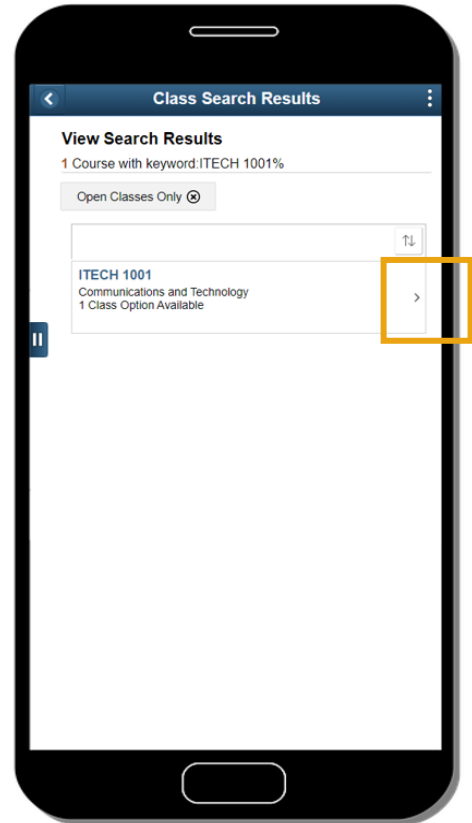 Class Search Results
View Search Results
1 Course with keyword:ITECH 1001%
Open Classes Only
ITECH 1001
Communications and Technology
1 Class Option Available